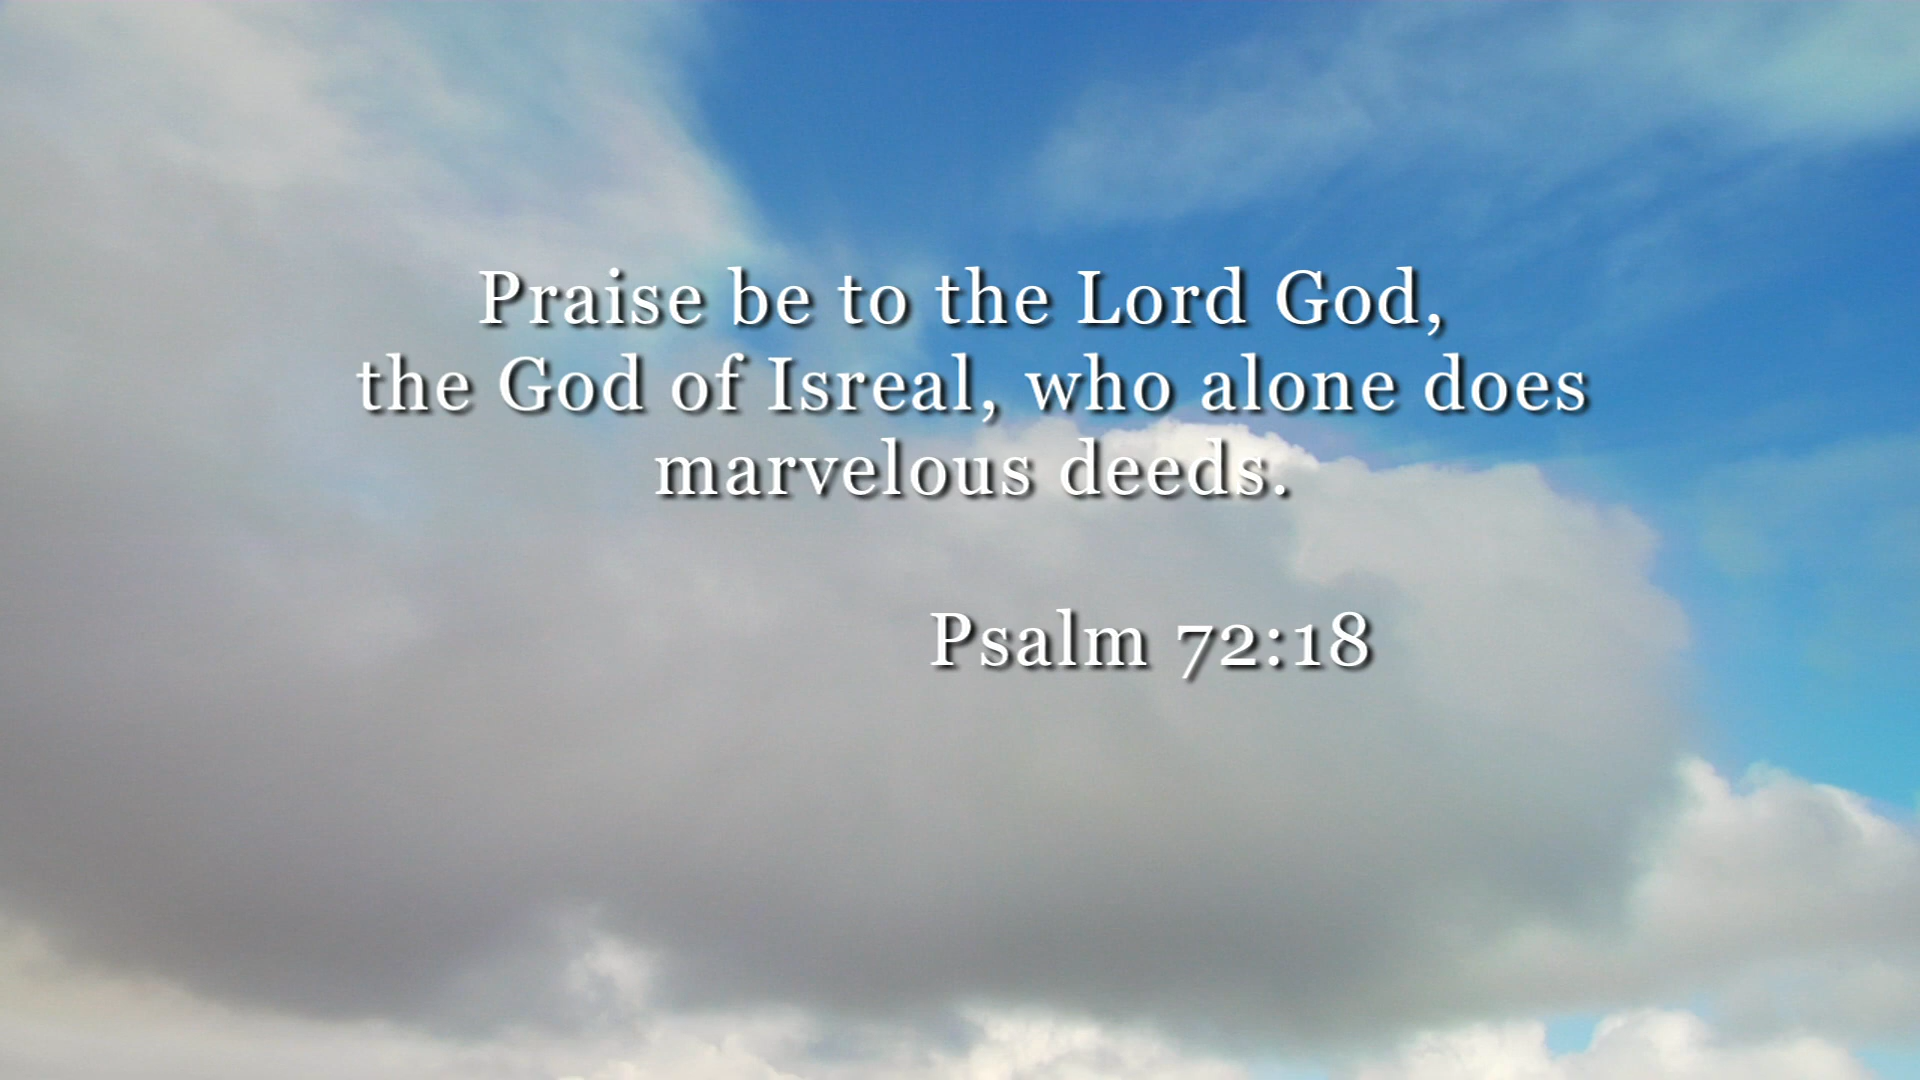 Praise be to the Lord God,
the God of Isreal, who alone does
marvelous deeds.
Psalm 72:18